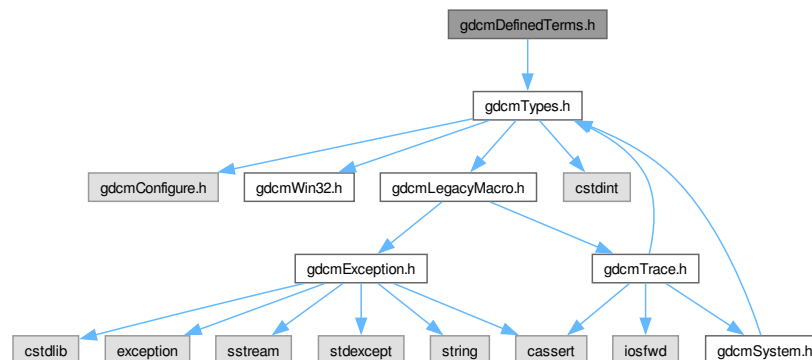 gdcmDefinedTerms.h
gdcmTypes.h
gdcmConfigure.h
gdcmWin32.h
gdcmLegacyMacro.h
cstdint
gdcmException.h
gdcmTrace.h
cstdlib
exception
sstream
stdexcept
string
cassert
iosfwd
gdcmSystem.h